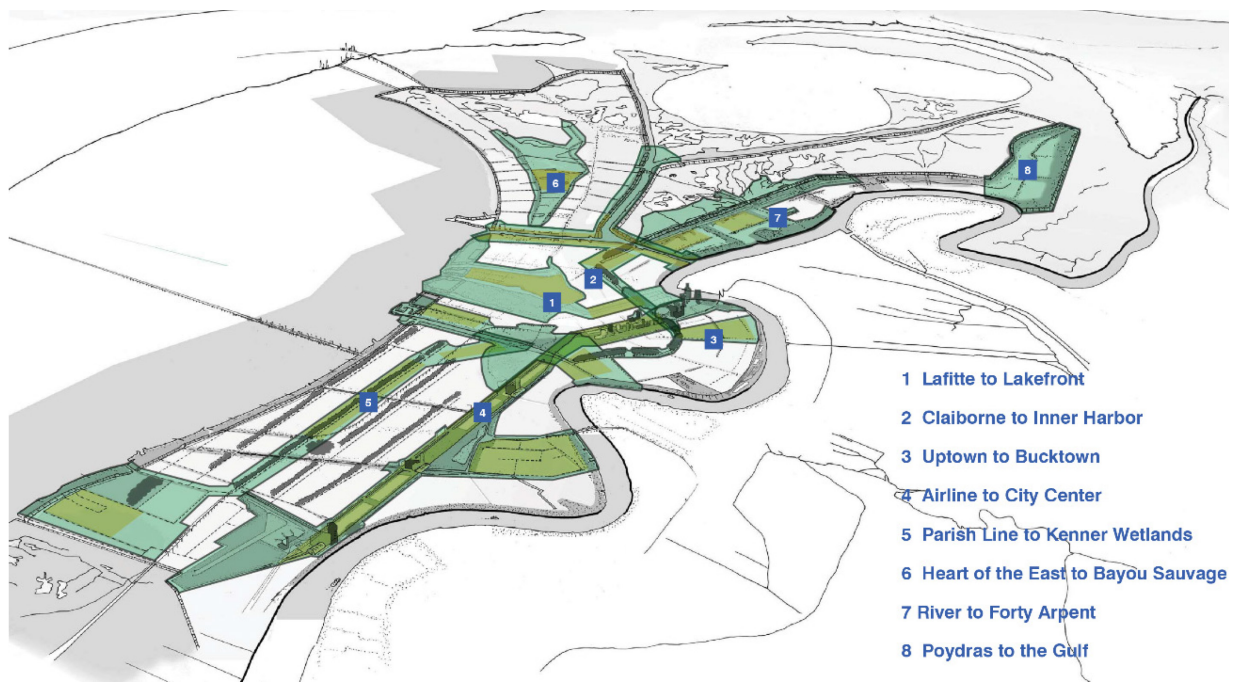 6
8
7
2
1
3
5
4
1 Lafitte to Lakefront
2 Claiborne to Inner Harbor
3 Uptown to Bucktown
4 Airline to City Center
5 Parish Line to Kenner Wetlands
6 Heart of the East to Bayou Sauvage
7 River to Forty Arpent
8 Poydras to the Gulf